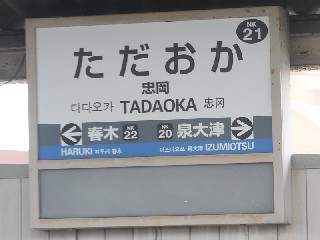 NK
21
ただおか
忠岡
다다오카 TADAOKA 忠冈
春木 NK 22 NK 20 泉大津
HARUKI 하루키 春木 이즈미오쓰 泉大津 IZUMIOTSU